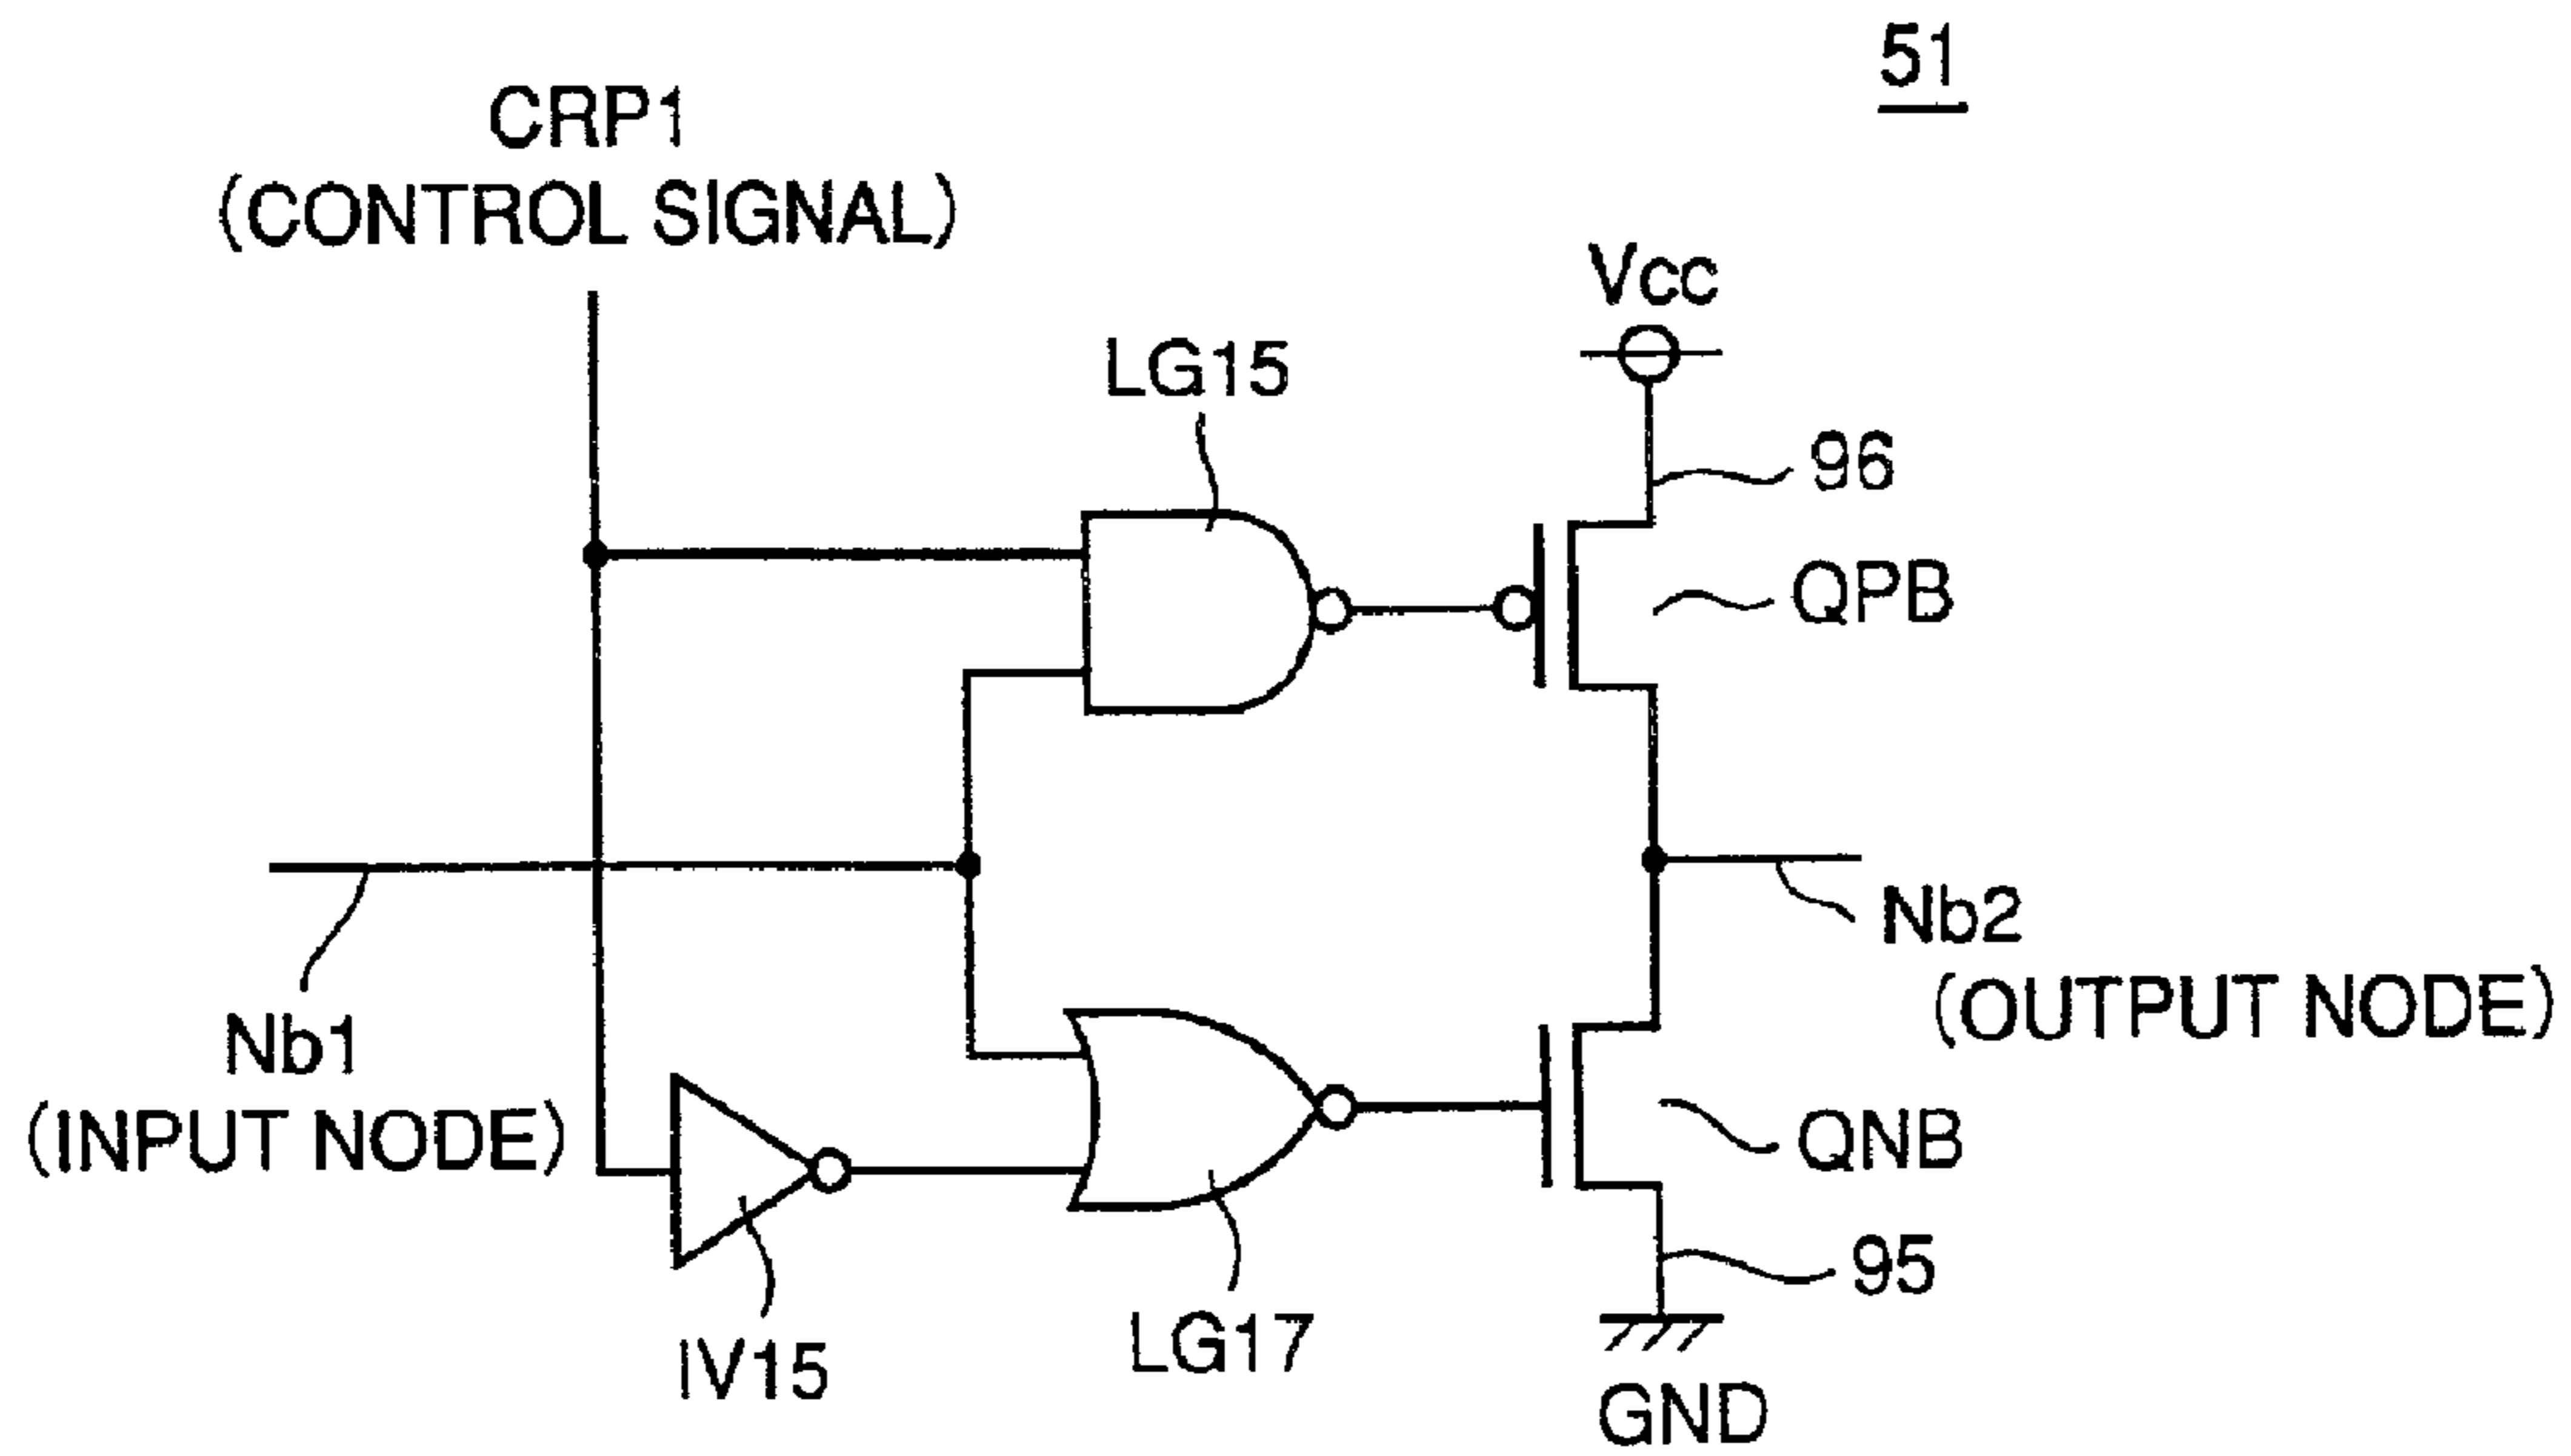 51
CRP1
(CONTROL SIGNAL)
Vcc
LG15
96
QPB
Nb2
(OUTPUT NODE)
Nb1
(INPUT NODE)
QNB
95
LG17
IV15
GND